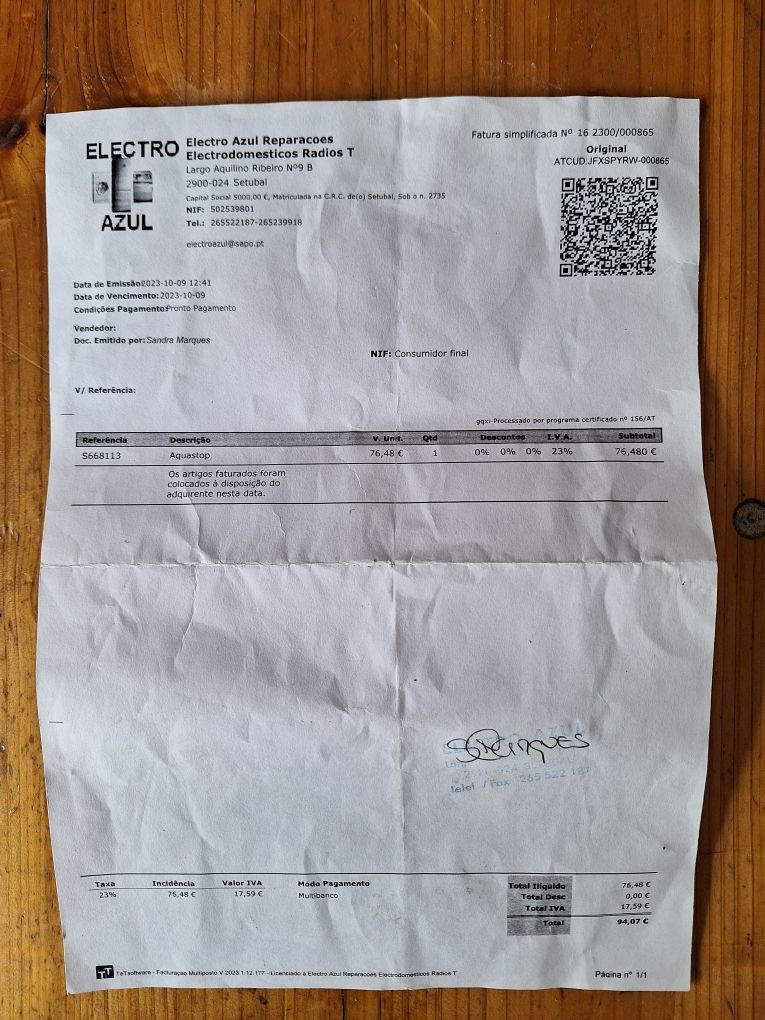 ELECTRO
AZUL
Electro Azul Reparacoes
Electrodomesticos Radios T
Largo Aquilino Ribeiro Nº9 B
2900-024 Setubal
Capital Social 5000,00 €, Matriculada na C.R.C. de(o) Setubal, Sob o n. 2735
NIF: 502539801
Tel.: 265522187-265239918
electroazul@sapo.pt
Fatura simplificada Nº 16 2300/000865
Original
ATCUD:JFXSPYRW-000865
Data de Emissão:2023-10-09 12:41
Data de Vencimento:2023-10-09
Condições Pagamento:Pronto Pagamento
Vendedor:
Doc. Emitido por:Sandra Marques
NIF: Consumidor final
V/ Referência:
gqxi-Processado por programa certificado nº 156/AT
Referência Descrição V. Unit. Qtd Descontos I.V.A. Subtotal
S668113 Aquastop 76,48 € 1 0% 0% 0% 23% 76,480 €
Os artigos faturados foram
colocados à disposição do
adquirente nesta data.
Telef / Fax 265 522 187
Taxa Incidência Valor IVA Modo Pagamento
23% 76,48 € 17,59 € Multibanco
Total Ilíquido 76,48 €
Total Desc 0,00 €
Total IVA 17,59 €
Total 94,07 €
TT TeTsoftware - Facturaçao Multiposto V.2023.1.12.177 - Licenciado a Electro Azul Reparacoes Electrodomesticos Radios T
Página nº 1/1